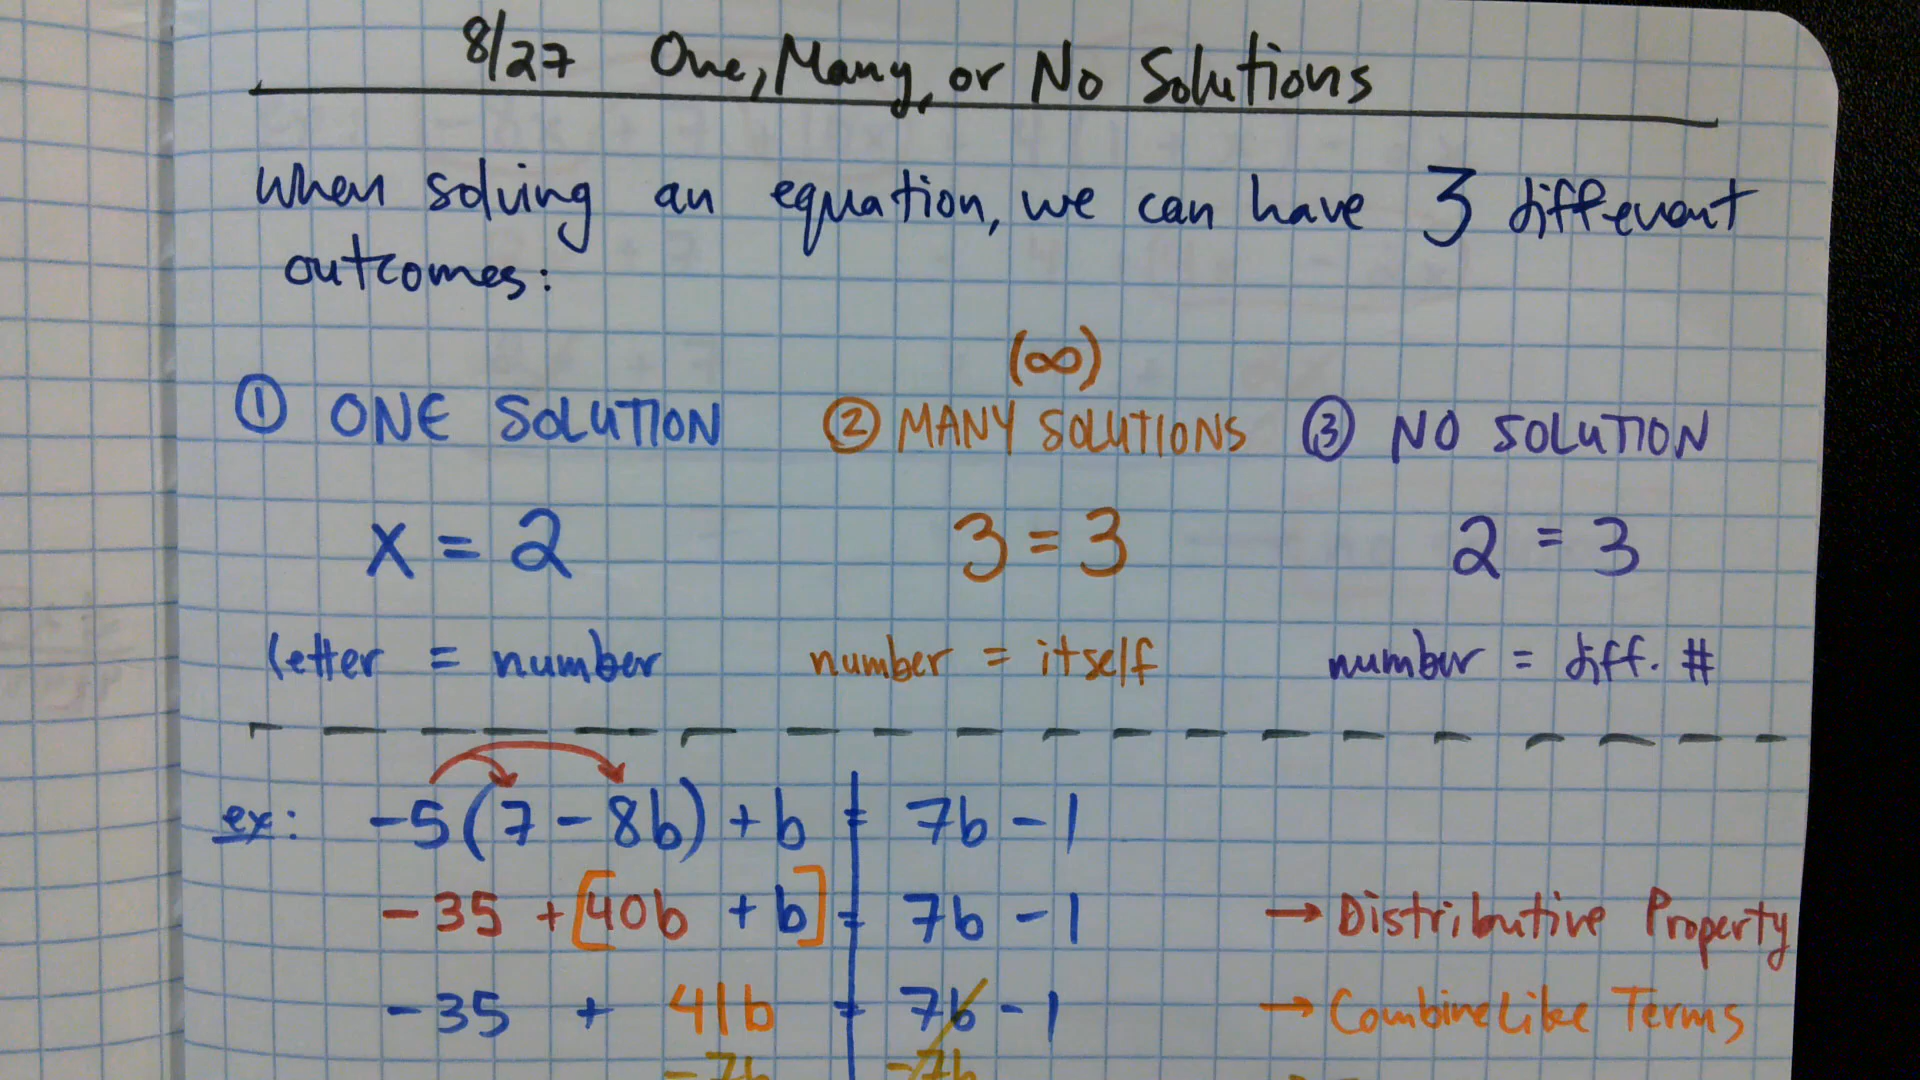 8/27 One, Many, or No Solutions
When solving an equation, we can have 3 different
outcomes:
(∞)
① ONE SOLUTION ② MANY SOLUTIONS ③ NO SOLUTION
x = 2 3 = 3 2 = 3
letter = number number = itself number = diff. #
ex: -5(7 - 8b) + b = 7b - 1
-35 + [40b + b] = 7b - 1 → Distributive Property
-35 + 41b = 7b - 1 → Combine Like Terms
-7b -7b